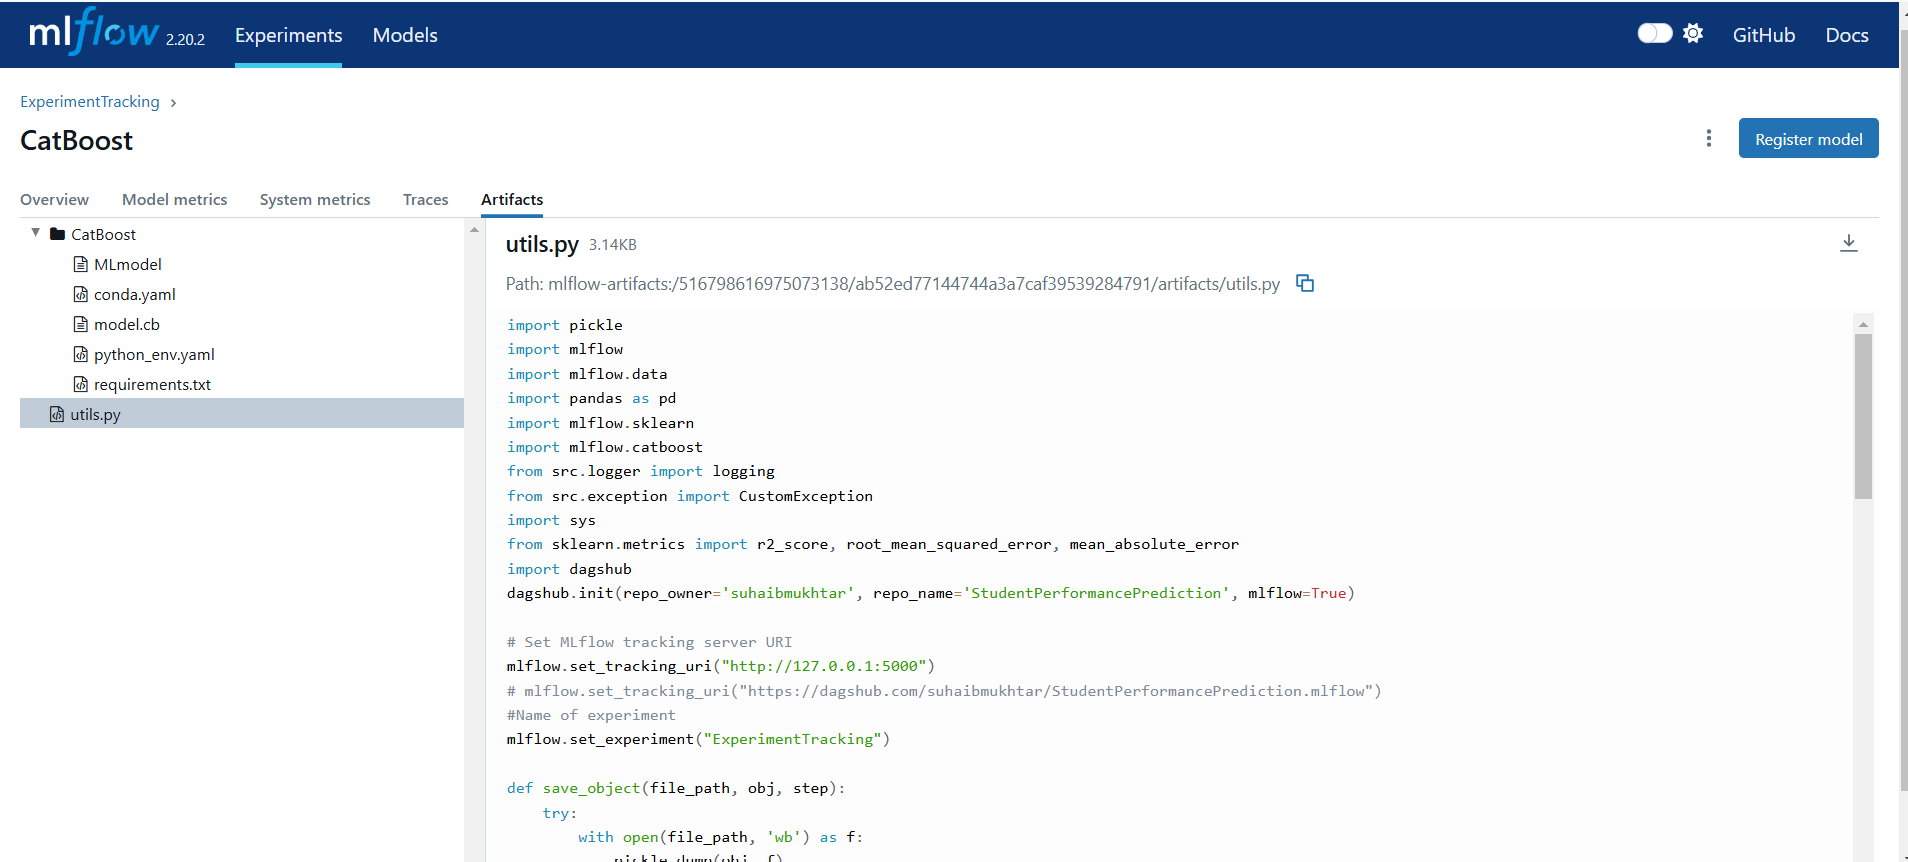 mlflow 2.20.2 Experiments Models GitHub Docs
ExperimentTracking
CatBoost
Register model
Overview Model metrics System metrics Traces Artifacts
CatBoost
MLmodel
conda.yaml
model.cb
python_env.yaml
requirements.txt
utils.py
utils.py 3.14KB
Path: mlflow-artifacts:/516798616975073138/ab52ed77144744a3a7caf39539284791/artifacts/utils.py
import pickle
import mlflow
import mlflow.data
import pandas as pd
import mlflow.sklearn
import mlflow.catboost
from src.logger import logging
from src.exception import CustomException
import sys
from sklearn.metrics import r2_score, root_mean_squared_error, mean_absolute_error
import dagshub
dagshub.init(repo_owner='suhaibmukhtar', repo_name='StudentPerformancePrediction', mlflow=True)
# Set MLflow tracking server URI
mlflow.set_tracking_uri("http://127.0.0.1:5000")
# mlflow.set_tracking_uri("https://dagshub.com/suhaibmukhtar/StudentPerformancePrediction.mlflow")
#Name of experiment
mlflow.set_experiment("ExperimentTracking")
def save_object(file_path, obj, step):
try:
with open(file_path, 'wb') as f:
pickle.dump(obj, f)